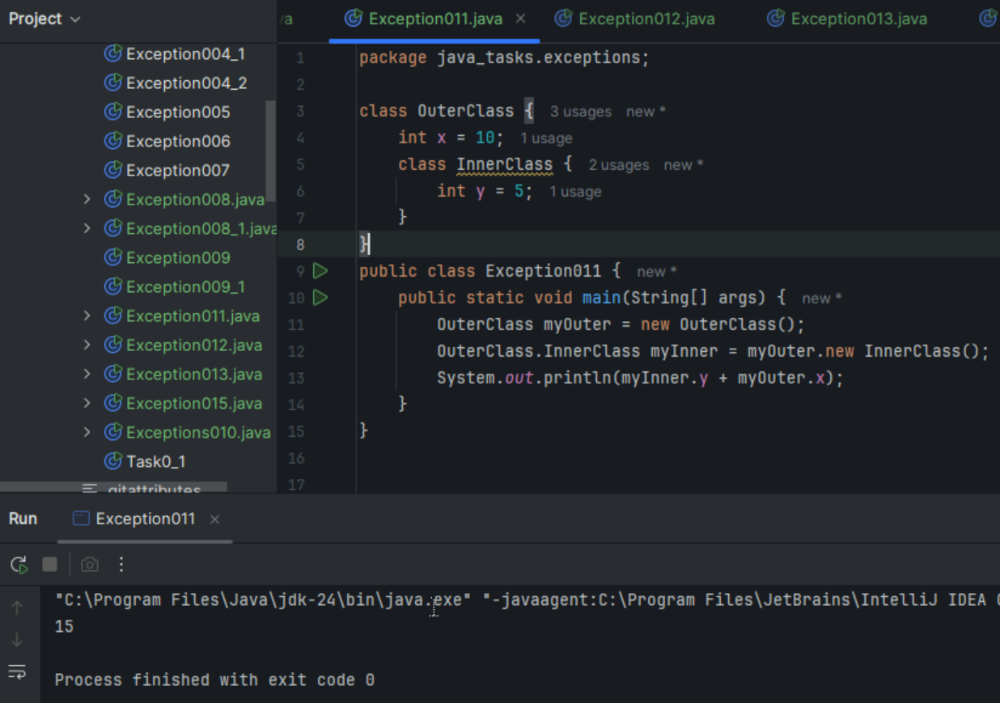 Project
va
Exception011.java
Exception012.java
Exception013.java
Exception004_1
Exception004_2
Exception005
Exception006
Exception007
Exception008.java
Exception008_1.java
Exception009
Exception009_1
Exception011.java
Exception012.java
Exception013.java
Exception015.java
Exceptions010.java
Task0_1
gitattributes
1 package java_tasks.exceptions;
2
3 class OuterClass { 3 usages new *
4 int x = 10; 1 usage
5 class InnerClass { 2 usages new *
6 int y = 5; 1 usage
7 }
8 }
9 public class Exception011 { new *
10 public static void main(String[] args) { new *
11 OuterClass myOuter = new OuterClass();
12 OuterClass.InnerClass myInner = myOuter.new InnerClass();
13 System.out.println(myInner.y + myOuter.x);
14 }
15 }
16
17
Run
Exception011
"C:\Program Files\Java\jdk-24\bin\java.exe" "-javaagent:C:\Program Files\JetBrains\IntelliJ IDEA
15
Process finished with exit code 0